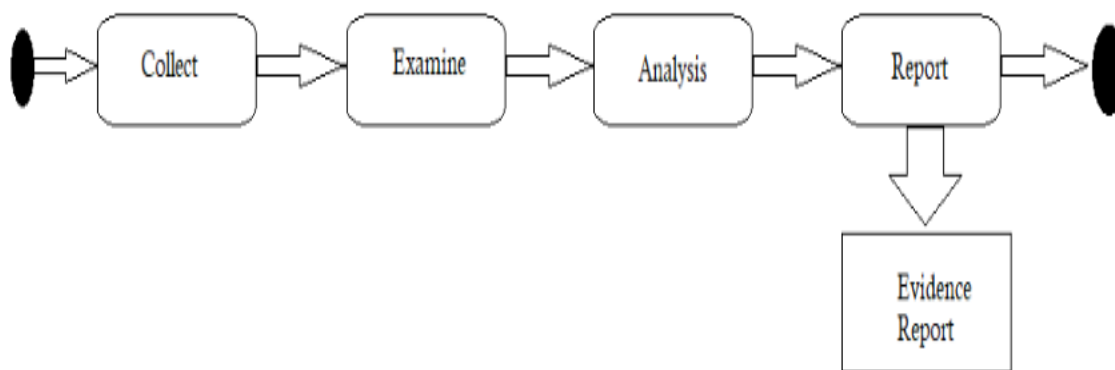 Collect
Examine
Analysis
Report
Evidence
Report